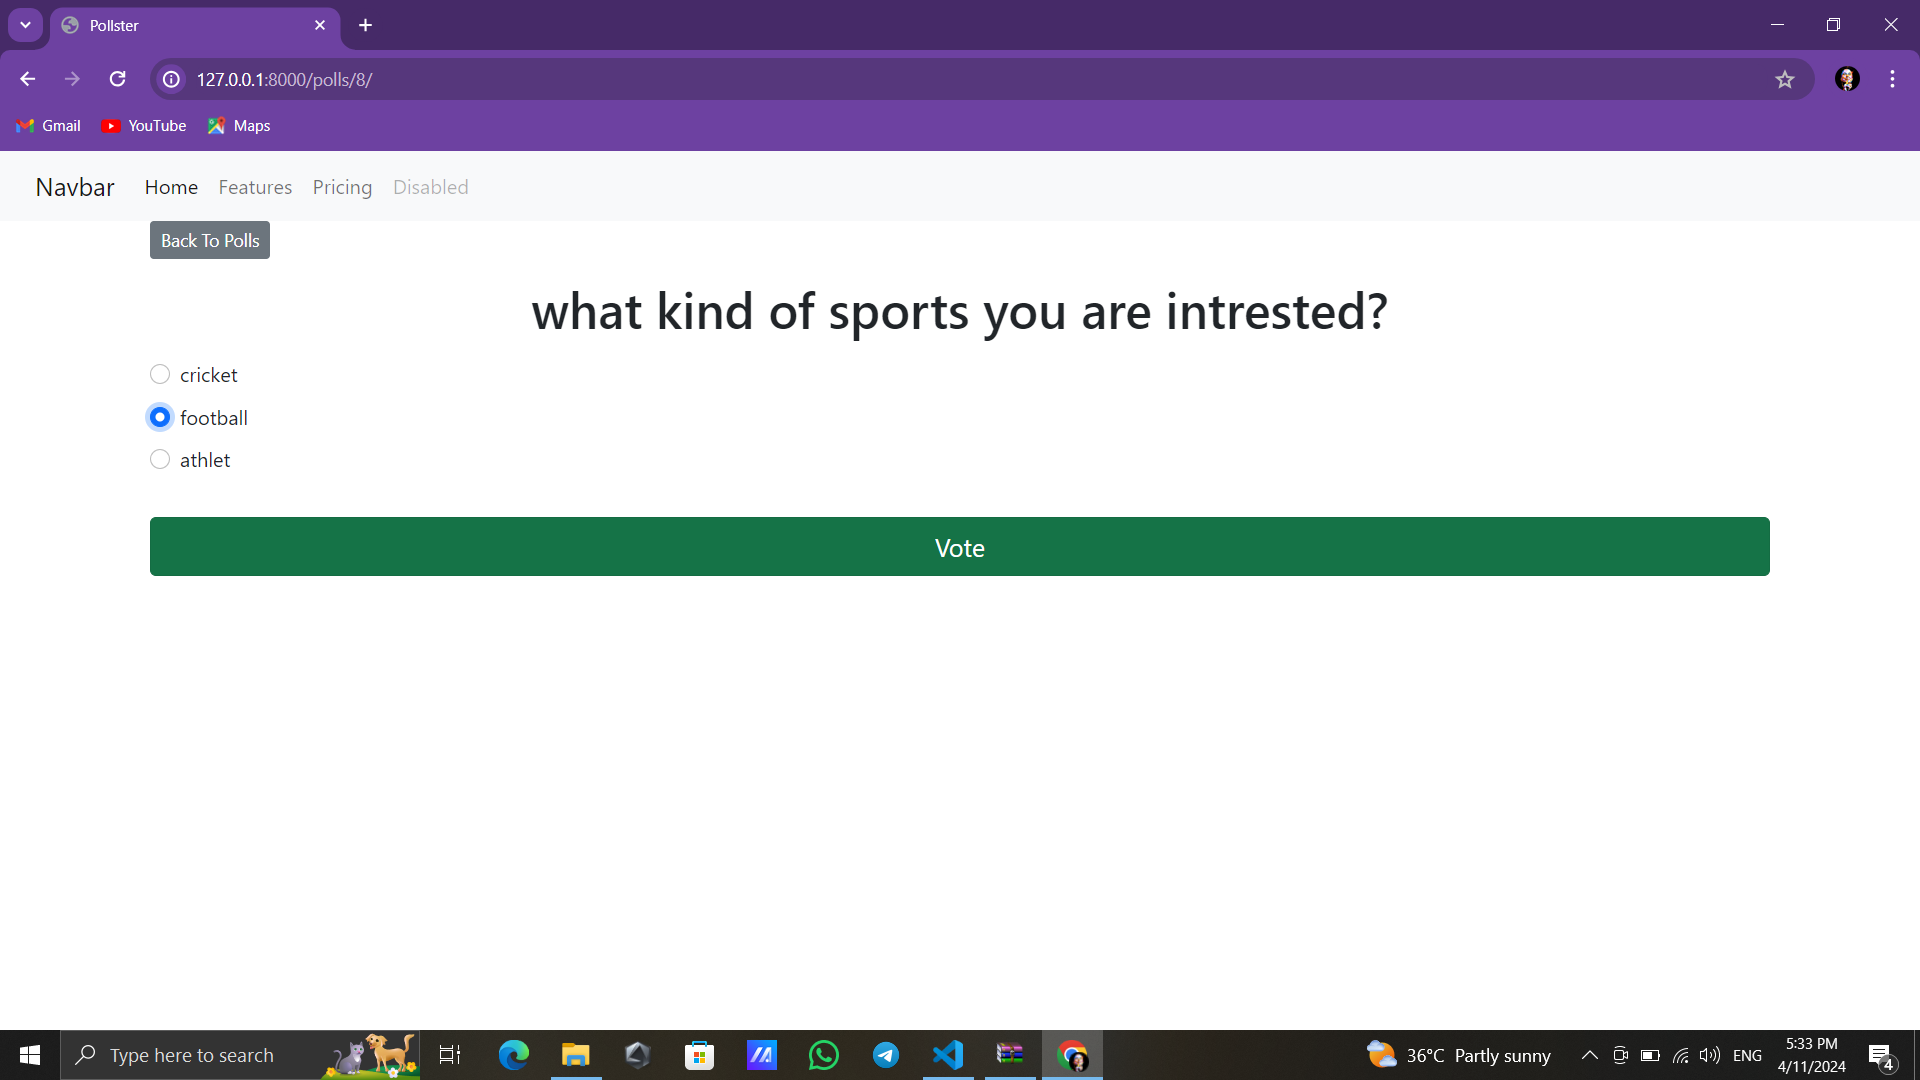 Pollster
127.0.0.1:8000/polls/8/
Gmail YouTube Maps
Navbar Home Features Pricing Disabled
Back To Polls
what kind of sports you are intrested?
cricket
football
athlet
Vote
Type here to search
36°C Partly sunny
ENG
5:33 PM
4/11/2024
4